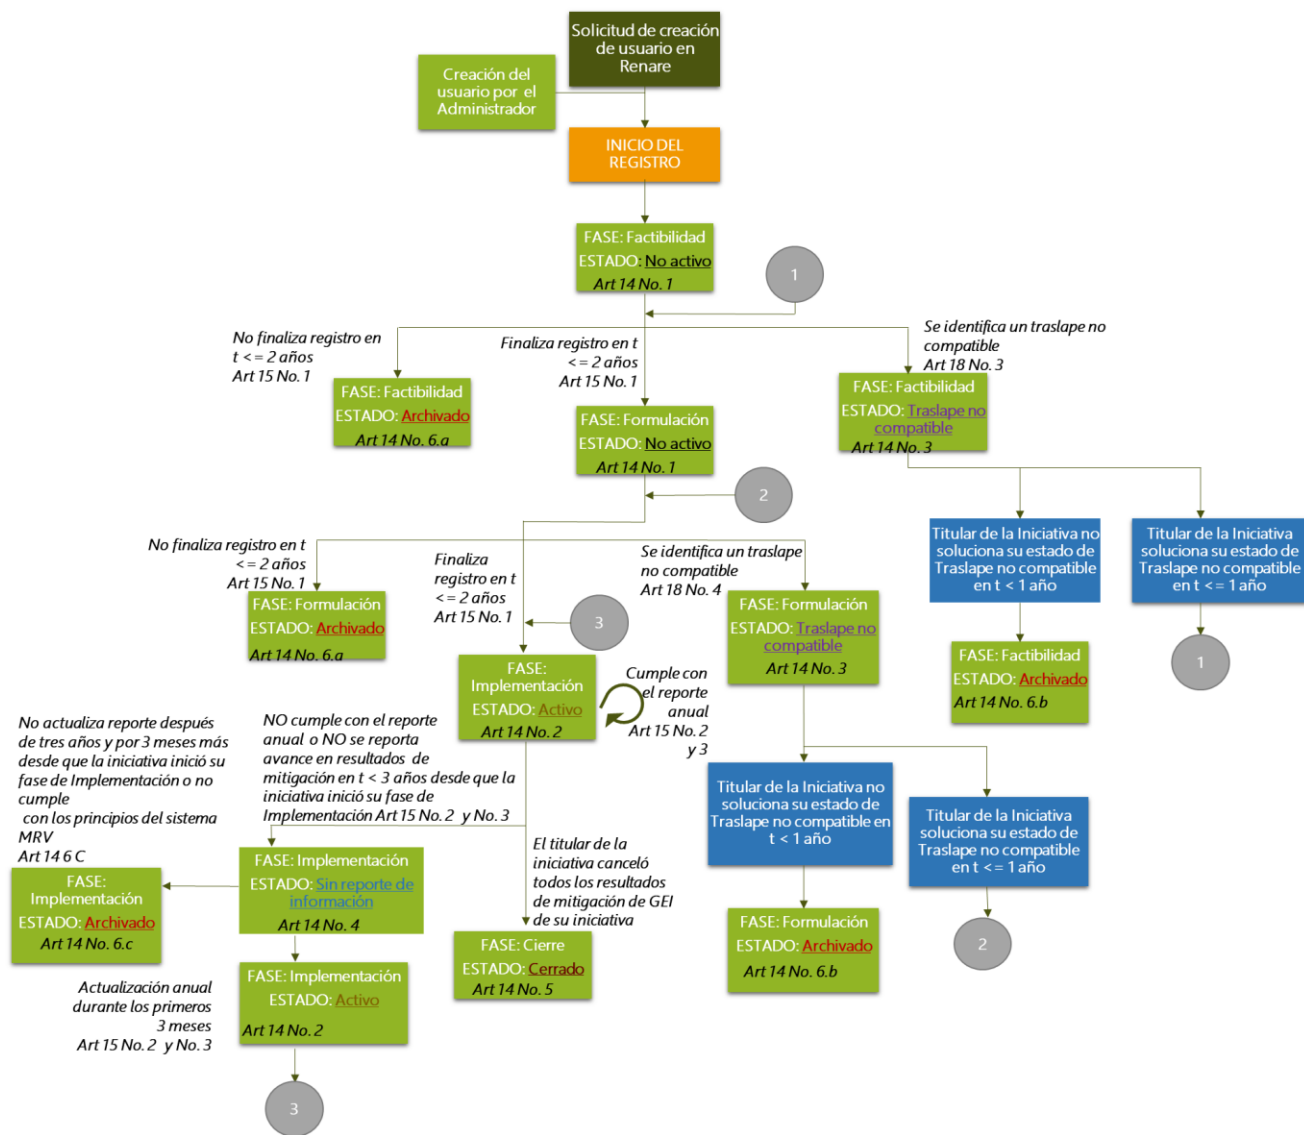 Solicitud de creación
de usuario en
Renare
Creación del
usuario por el
Administrador
INICIO DEL
REGISTRO
FASE: Factibilidad
ESTADO: No activo
Art 14 No. 1
1
No finaliza registro en
t <= 2 años
Art 15 No. 1
Finaliza registro en t
<= 2 años
Art 15 No. 1
Se identifica un traslape no
compatible
Art 18 No. 3
FASE: Factibilidad
ESTADO: Archivado
Art 14 No. 6.a
FASE: Formulación
ESTADO: No activo
Art 14 No. 1
FASE: Factibilidad
ESTADO: Traslape no
compatible
Art 14 No. 3
2
Titular de la Iniciativa no
soluciona su estado de
Traslape no compatible
en t < 1 año
Titular de la Iniciativa
soluciona su estado de
Traslape no compatible
en t <= 1 año
No finaliza registro en t
<= 2 años
Art 15 No. 1
Finaliza
registro en t
<= 2 años
Art 15 No. 1
Se identifica un traslape
no compatible
Art 18 No. 4
FASE: Formulación
ESTADO: Archivado
Art 14 No. 6.a
3
FASE: Formulación
ESTADO: Traslape no
compatible
Art 14 No. 3
FASE: Factibilidad
ESTADO: Archivado
Art 14 No. 6.b
1
FASE:
Implementación
ESTADO: Activo
Art 14 No. 2
Cumple con
el reporte
anual
Art 15 No. 2
y 3
No actualiza reporte después
de tres años y por 3 meses más
desde que la iniciativa inició su
fase de Implementación o no
cumple
con los principios del sistema
MRV
Art 14 6 C
NO cumple con el reporte
anual o NO se reporta
avance en resultados de
mitigación en t < 3 años desde que la
iniciativa inició su fase de
Implementación Art 15 No. 2 y No. 3
Titular de la Iniciativa no
soluciona su estado de
Traslape no compatible en
t < 1 año
Titular de la Iniciativa
soluciona su estado de
Traslape no compatible
en t <= 1 año
El titular de la
iniciativa canceló
todos los resultados
de mitigación de GEI
de su iniciativa
FASE:
Implementación
ESTADO: Archivado
Art 14 No. 6.c
FASE: Implementación
ESTADO: Sin reporte de
información
Art 14 No. 4
FASE: Cierre
ESTADO: Cerrado
Art 14 No. 5
FASE: Formulación
ESTADO: Archivado
Art 14 No. 6.b
2
Actualización anual
durante los primeros
3 meses
Art 15 No. 2 y No. 3
FASE: Implementación
ESTADO: Activo
Art 14 No. 2
3